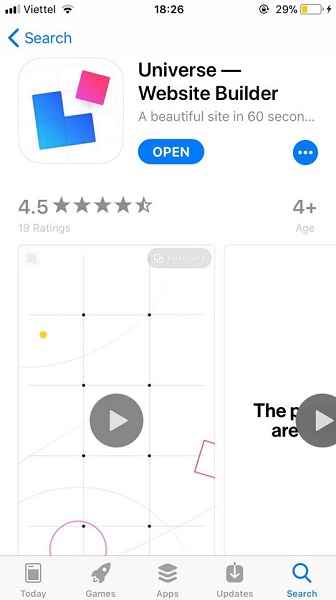 Viettel 18:26 29%
Search
Universe —
Website Builder
A beautiful site in 60 secon...
OPEN
4.5
4+
19 Ratings
Age
Background
The p
are
Today Games Apps Updates Search